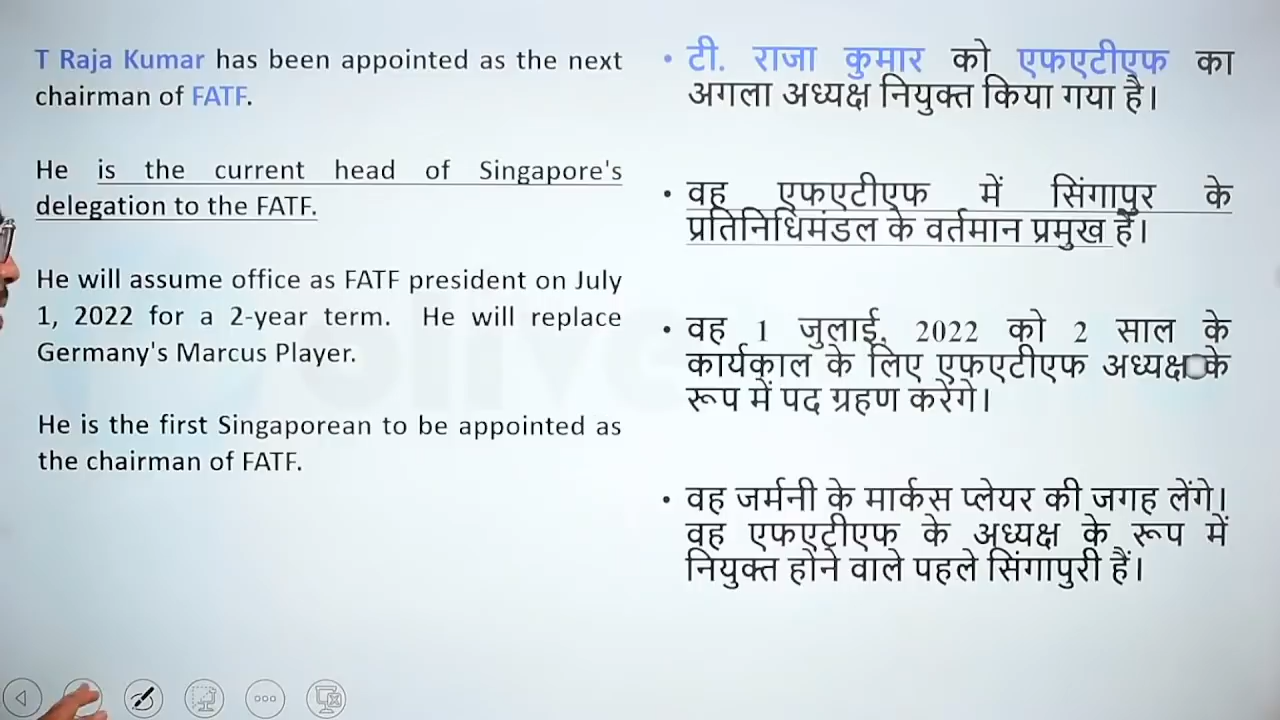 T Raja Kumar has been appointed as the next
chairman of FATF.
He is the current head of Singapore's
delegation to the FATF.
He will assume office as FATF president on July
1, 2022 for a 2-year term. He will replace
Germany's Marcus Player.
He is the first Singaporean to be appointed as
the chairman of FATF.
• टी. राजा कुमार को एफएटीएफ का
अगला अध्यक्ष नियुक्त किया गया है।
• वह एफएटीएफ में सिंगापुर के
प्रतिनिधिमंडल के वर्तमान प्रमुख हैं।
• वह 1 जुलाई, 2022 को 2 साल के
कार्यकाल के लिए एफएटीएफ अध्यक्ष के
रूप में पद ग्रहण करेंगे।
• वह जर्मनी के मार्कस प्लेयर की जगह लेंगे।
वह एफएटीएफ के अध्यक्ष के रूप में
नियुक्त होने वाले पहले सिंगापुरी हैं।